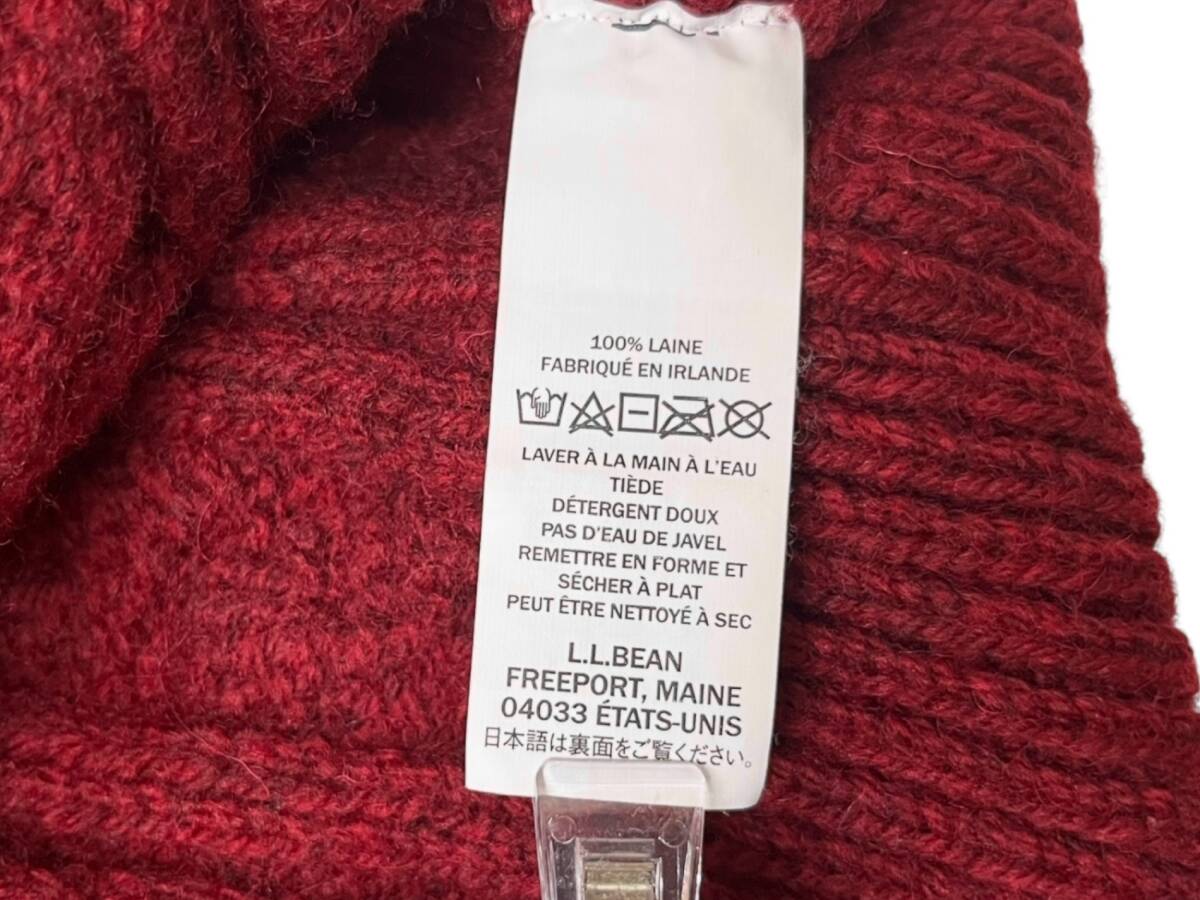 100% LAINE
FABRIQUÉ EN IRLANDE
LAVER À LA MAIN À L'EAU
TIÈDE
DÉTERGENT DOUX
PAS D'EAU DE JAVEL
REMETTRE EN FORME ET
SÉCHER À PLAT
PEUT ÊTRE NETTOYÉ À SEC
L.L.BEAN
FREEPORT, MAINE
04033 ÉTATS-UNIS
日本語は裏面をご覧ください。